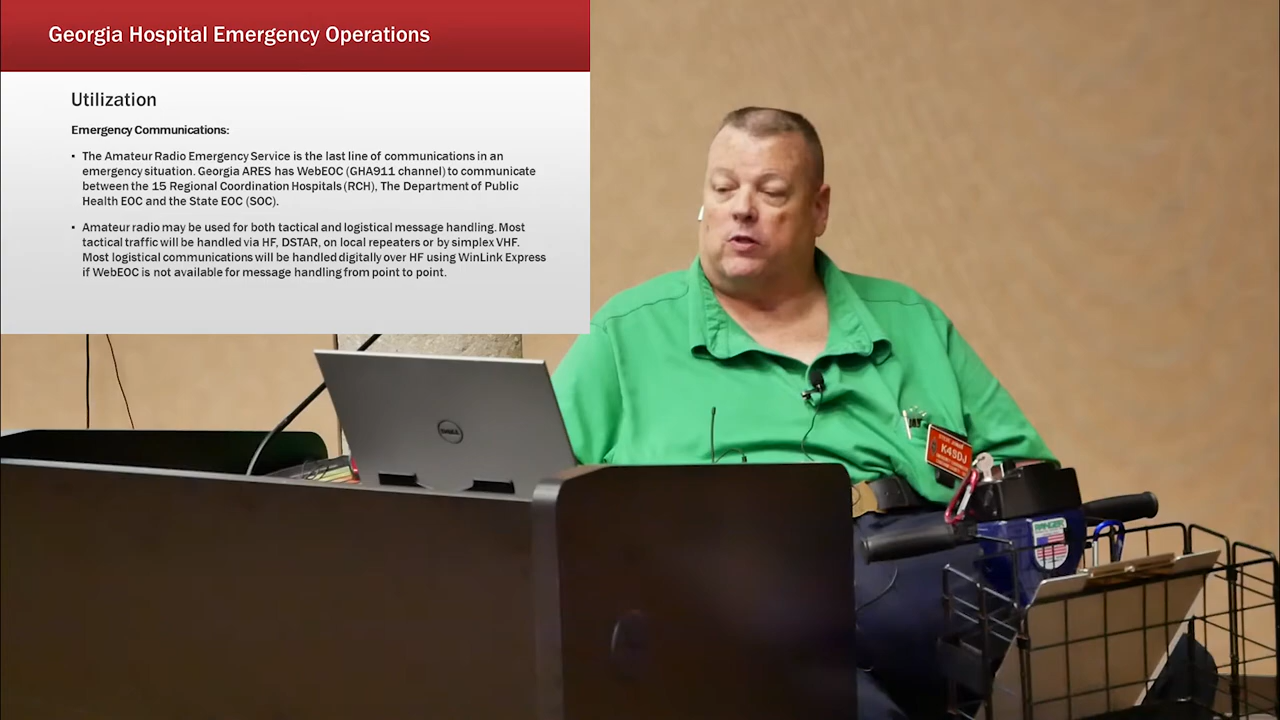 Georgia Hospital Emergency Operations
Utilization
Emergency Communications:
▪ The Amateur Radio Emergency Service is the last line of communications in an
emergency situation. Georgia ARES has WebEOC (GHA911 channel) to communicate
between the 15 Regional Coordination Hospitals (RCH), The Department of Public
Health EOC and the State EOC (SOC).
▪ Amateur radio may be used for both tactical and logistical message handling. Most
tactical traffic will be handled via HF, DSTAR, on local repeaters or by simplex VHF.
Most logistical communications will be handled digitally over HF using WinLink Express
if WebEOC is not available for message handling from point to point.
DELL
K4SDJ
RANGER